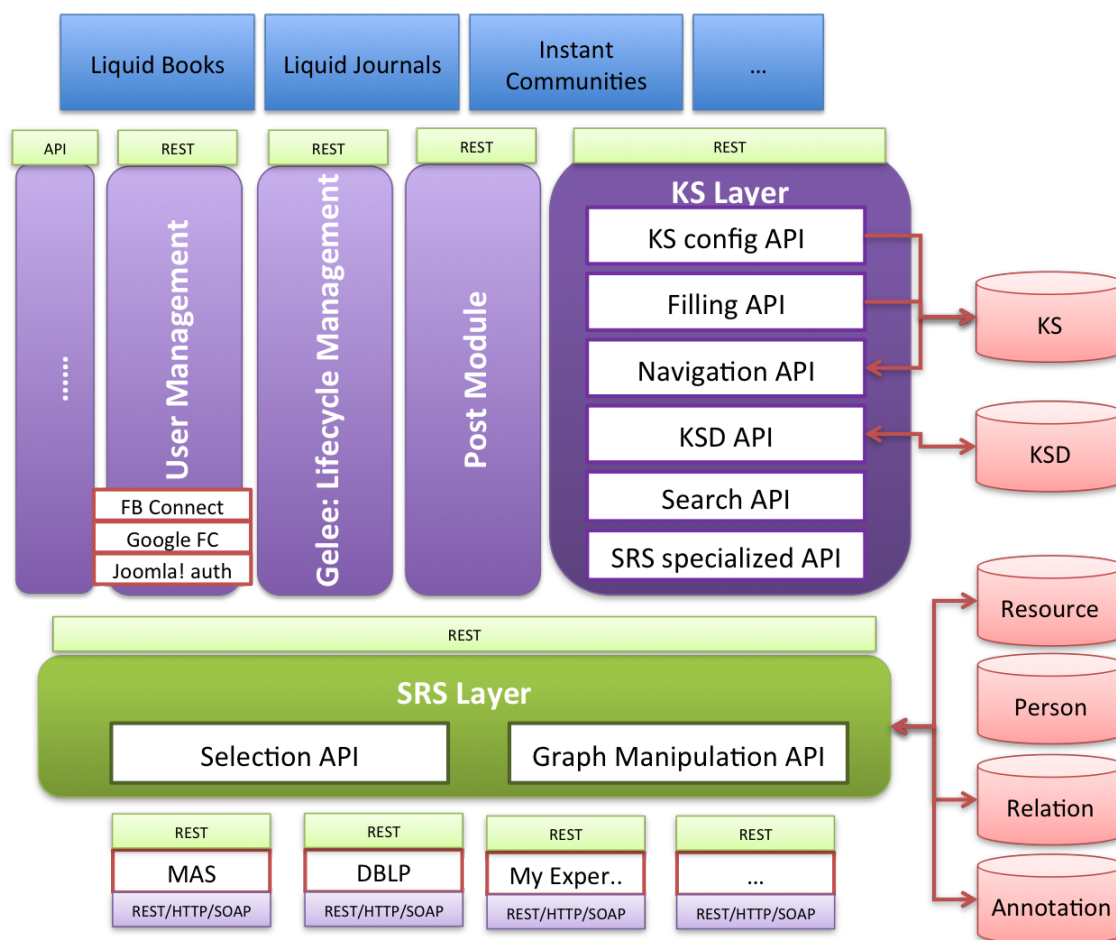 Liquid Books
Liquid Journals
Instant
Communities
...
API
REST
REST
REST
REST
......
User Management
FB Connect
Google FC
Joomla! auth
Gelee: Lifecycle Management
Post Module
KS Layer
KS config API
Filling API
Navigation API
KSD API
Search API
SRS specialized API
KS
KSD
REST
SRS Layer
Selection API
Graph Manipulation API
Resource
Person
Relation
Annotation
REST
REST
REST
REST
MAS
DBLP
My Exper..
...
REST/HTTP/SOAP
REST/HTTP/SOAP
REST/HTTP/SOAP
REST/HTTP/SOAP